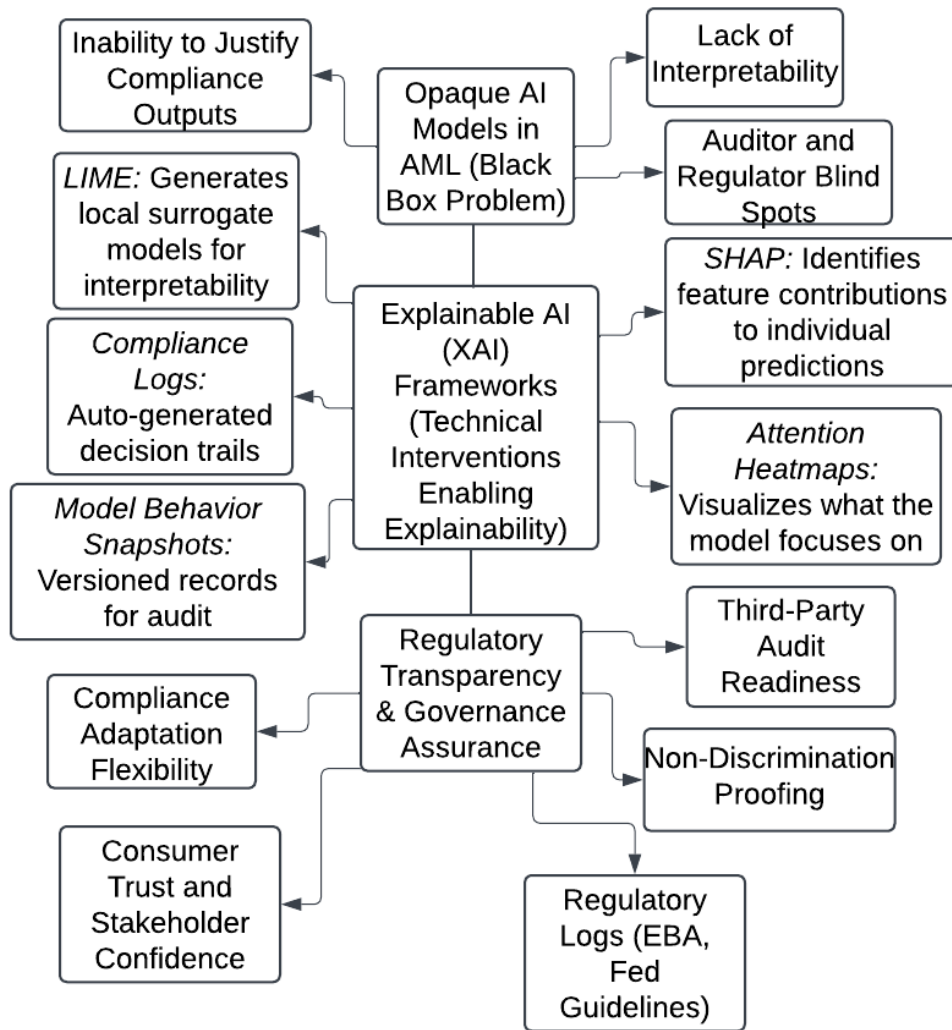 Inability to Justify
Compliance
Outputs
Opaque AI
Models in
AML (Black
Box Problem)
Lack of
Interpretability
Auditor and
Regulator Blind
Spots
LIME: Generates
local surrogate
models for
interpretability
Compliance
Logs:
Auto-generated
decision trails
Model Behavior
Snapshots:
Versioned records
for audit
Explainable AI
(XAI)
Frameworks
(Technical
Interventions
Enabling
Explainability)
SHAP: Identifies
feature contributions
to individual
predictions
Attention
Heatmaps:
Visualizes what the
model focuses on
Regulatory
Transparency
& Governance
Assurance
Third-Party
Audit
Readiness
Compliance
Adaptation
Flexibility
Non-Discrimination
Proofing
Consumer
Trust and
Stakeholder
Confidence
Regulatory
Logs (EBA,
Fed
Guidelines)